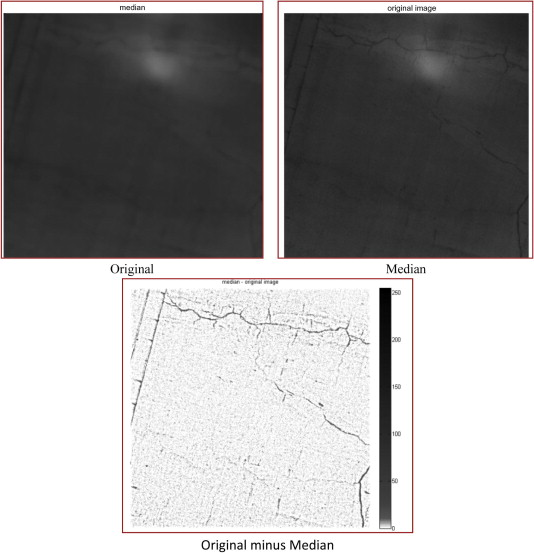 median
original image
Original
Median
median - original image
250
200
150
100
50
0
Original minus Median